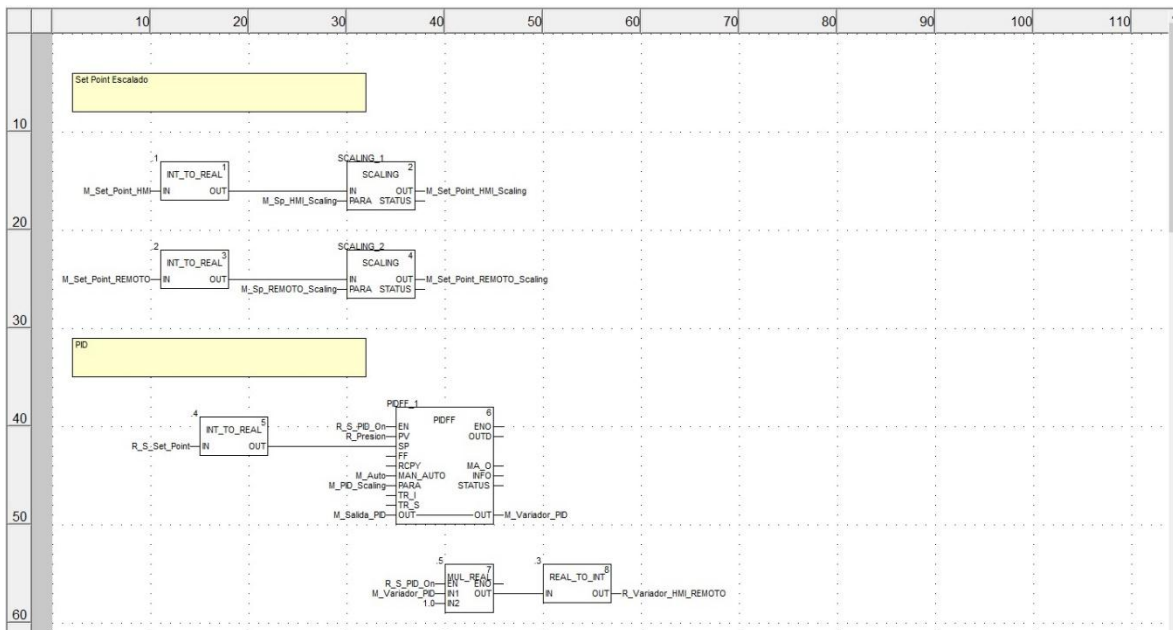 10 20 30 40 50 60 70 80 90 100 110
Set Point Escalado
10
.1 SCALING_1
1 2
INT_TO_REAL SCALING
M_Set_Point_HMI IN OUT IN OUT M_Set_Point_HMI_Scaling
M_Sp_HMI_Scaling PARA STATUS
20
.2 SCALING_2
3 4
INT_TO_REAL SCALING
M_Set_Point_REMOTO IN OUT IN OUT M_Set_Point_REMOTO_Scaling
M_Sp_REMOTO_Scaling PARA STATUS
30
PID
PIDFF_1
.4 6
40
5 PIDFF
INT_TO_REAL R_S_PID_On EN ENO
R_Presion PV OUTD
R_S_Set_Point IN OUT SP
FF
RCPY MA_O
M_Auto MAN_AUTO INFO
M_PID_Scaling PARA STATUS
TR_I
TR_S
M_Salida_PID OUT OUT M_Variador_PID
50
.5 .3
7 8
MUL_REAL REAL_TO_INT
R_S_PID_On EN ENO
M_Variador_PID IN1 OUT IN OUT R_Variador_HMI_REMOTO
1.0 IN2
60